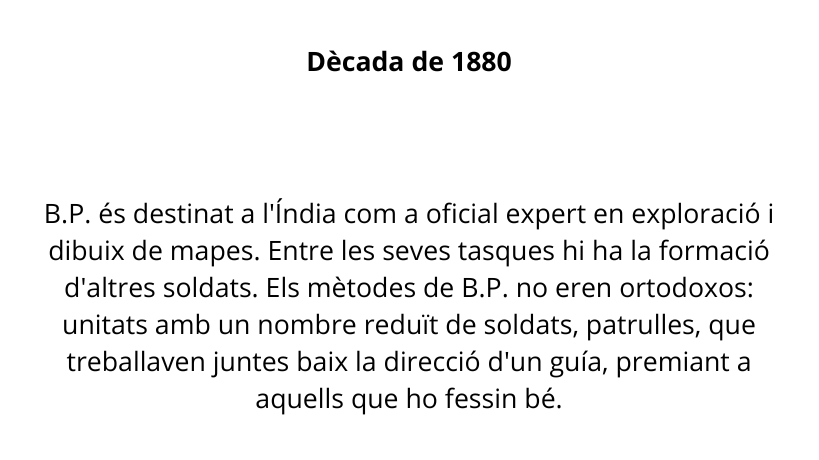 Dècada de 1880
B.P. és destinat a l'Índia com a oficial expert en exploració i
dibuix de mapes. Entre les seves tasques hi ha la formació
d'altres soldats. Els mètodes de B.P. no eren ortodoxos:
unitats amb un nombre reduït de soldats, patrulles, que
treballaven juntes baix la direcció d'un guía, premiant a
aquells que ho fessin bé.